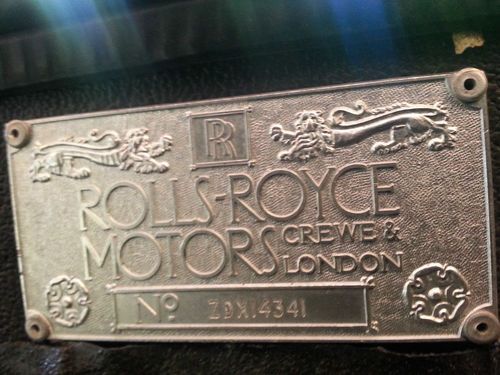 RR
ROLLS-ROYCE
MOTORS CREWE &
LONDON
No ZDX14341